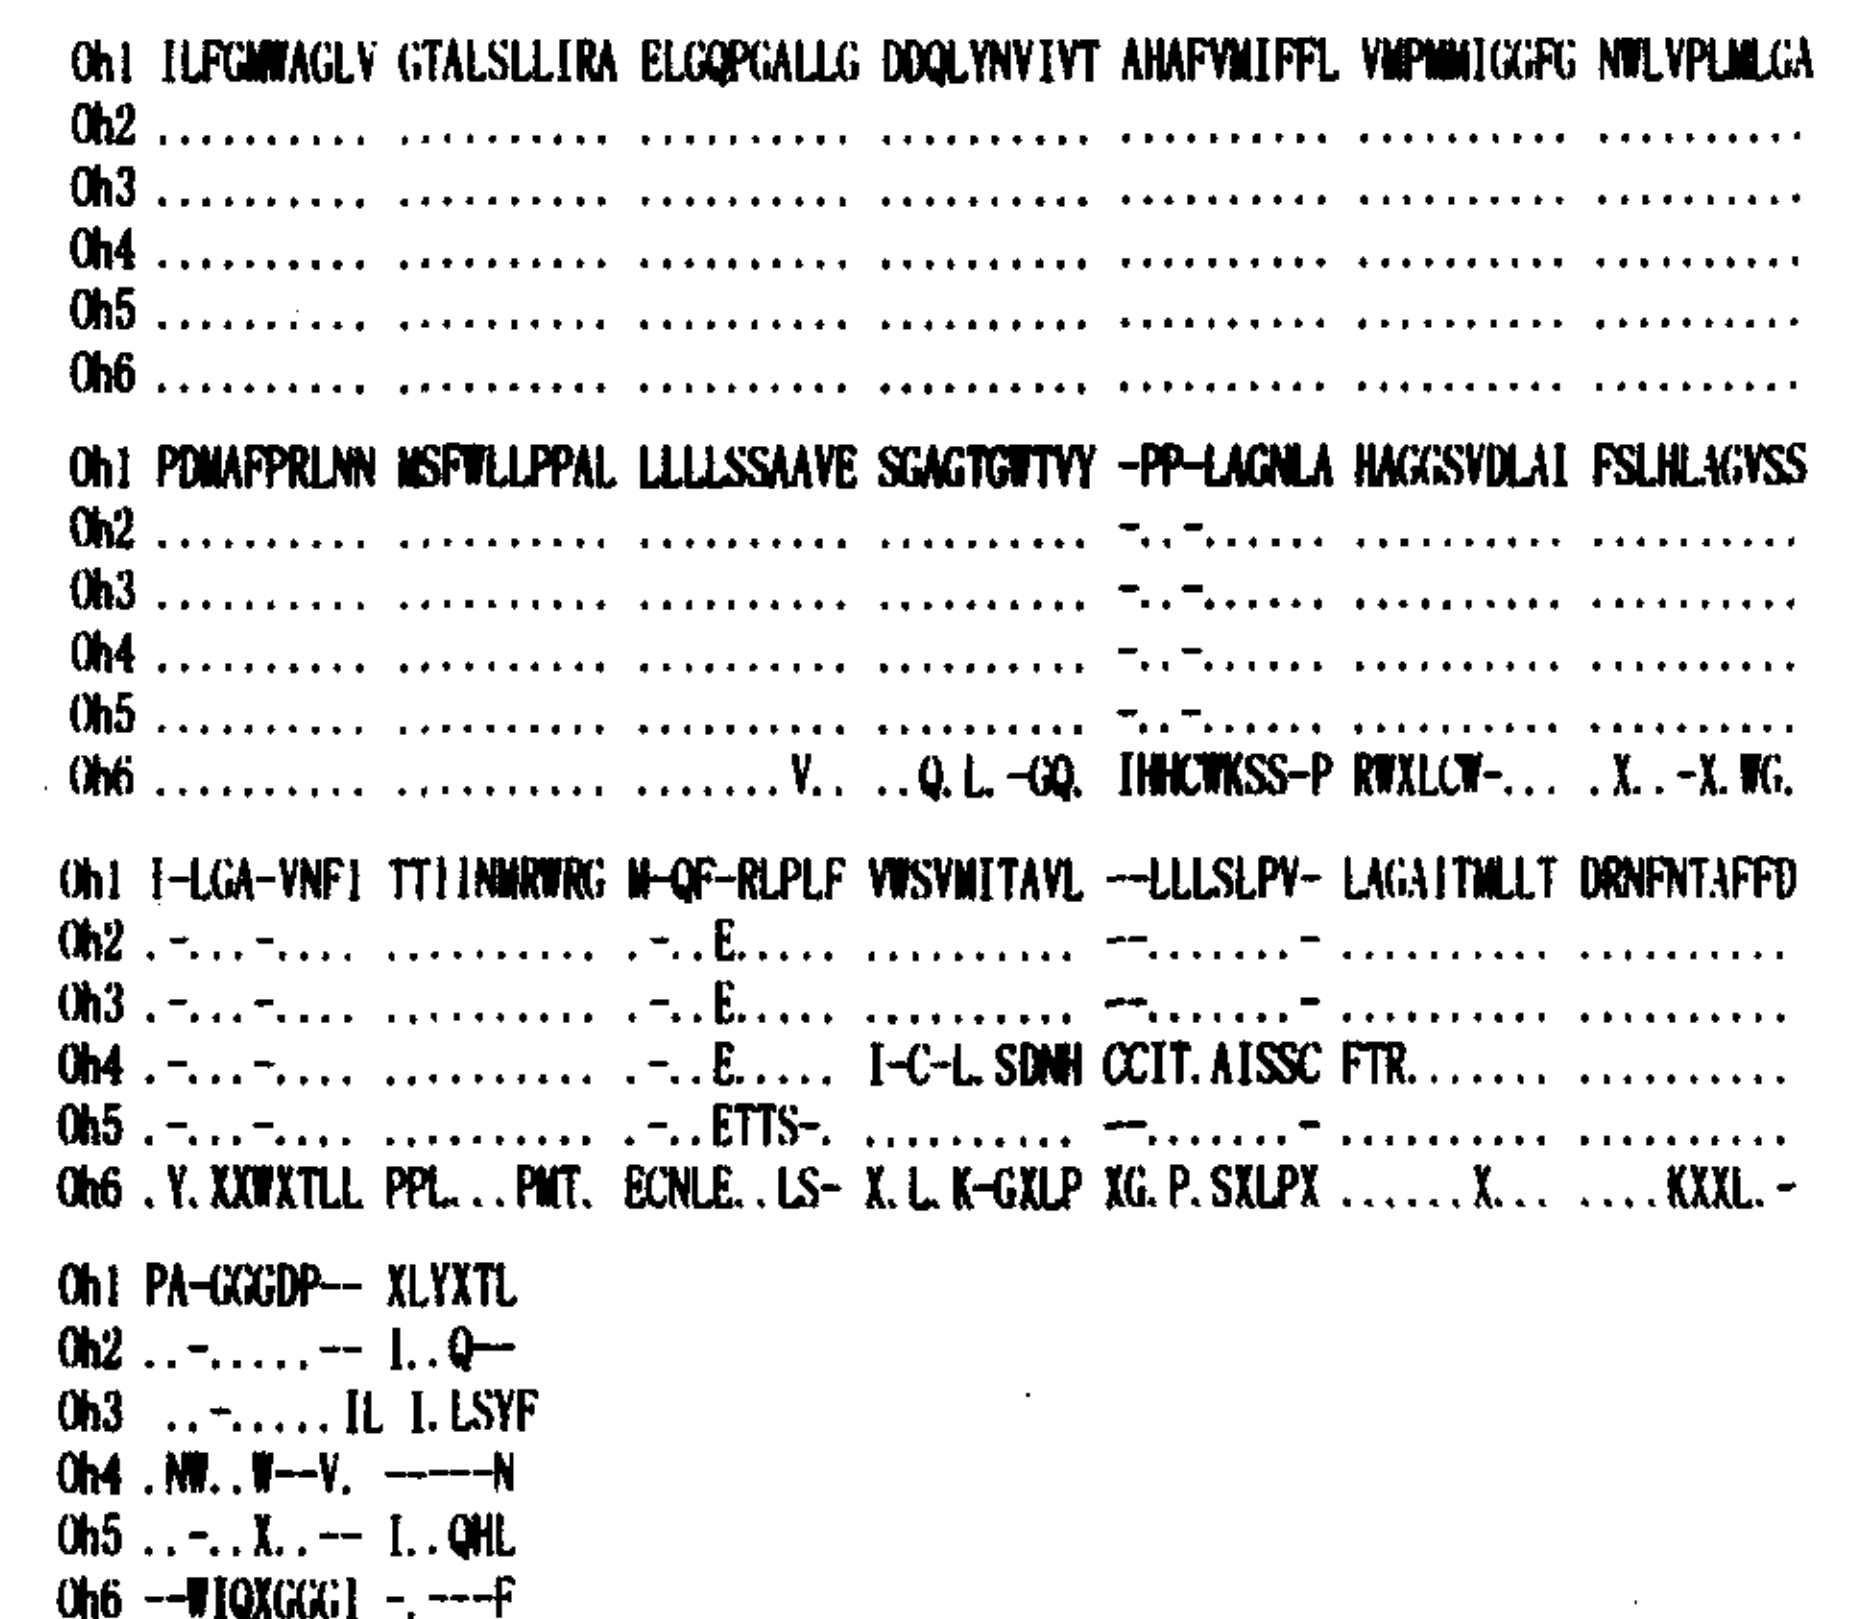 Oh1 ILFGMWAGLV GTALSLLIRA ELGQPGALLG DDQLYNVIVT AHAFVMIFFL VMPMMIGGFG NWLVPLMLGA
Oh2 .......... .......... .......... .......... .......... .......... ..........
Oh3 .......... .......... .......... .......... .......... .......... ..........
Oh4 .......... .......... .......... .......... .......... .......... ..........
Oh5 .......... .......... .......... .......... .......... .......... ..........
Oh6 .......... .......... .......... .......... .......... .......... ..........
Oh1 PDMAFPRLNN MSFWLLPPAL LLLLSSAAVE SGAGTGWTVY -PP-LAGNLA HAGGSVDLAI FSLHLAGVSS
Oh2 .......... .......... .......... .......... -..-...... .......... ..........
Oh3 .......... .......... .......... .......... -..-...... .......... ..........
Oh4 .......... .......... .......... .......... -..-...... .......... ..........
Oh5 .......... .......... .......... .......... -..-...... .......... ..........
Oh6 .......... .......... .......V.. ..Q.L.-GQ. IHHCWKSS-P RWXLCW-... .X..-X.WG.
Oh1 I-LGA-VNFI TTIINMRWRG M-QF-RLPLF VWSVMITAVL --LLLSLPV- LAGAITMLLT DRNFNTAFFD
Oh2 .-...-.... .......... .-..E..... .......... --.......- .......... ..........
Oh3 .-...-.... .......... .-..E..... .......... --.......- .......... ..........
Oh4 .-...-.... .......... .-..E..... I-C-L.SDNH CCIT.AISSC FTR....... ..........
Oh5 .-...-.... .......... .-..ETTS-. .......... --.......- .......... ..........
Oh6 .Y.XXWXTLL PPL...PMT. ECNLE..LS- X.L.K-GXLP XG.P.SXLPX ......X... ....KXXL.-
Oh1 PA-GGGDP-- XLYXTL
Oh2 ..-.....-- I..Q--
Oh3 ..-.....IL I.LSYF
Oh4 .NW..W--V. -----N
Oh5 ..-..X..-- I..QHL
Oh6 --WIQXGGGI -.---F